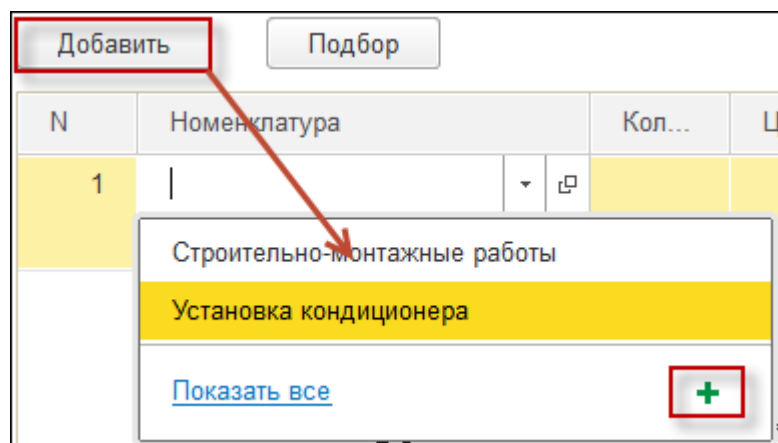 Добавить Подбор
N Номенклатура Кол... Ц
1
Строительно-монтажные работы
Установка кондиционера
Показать все